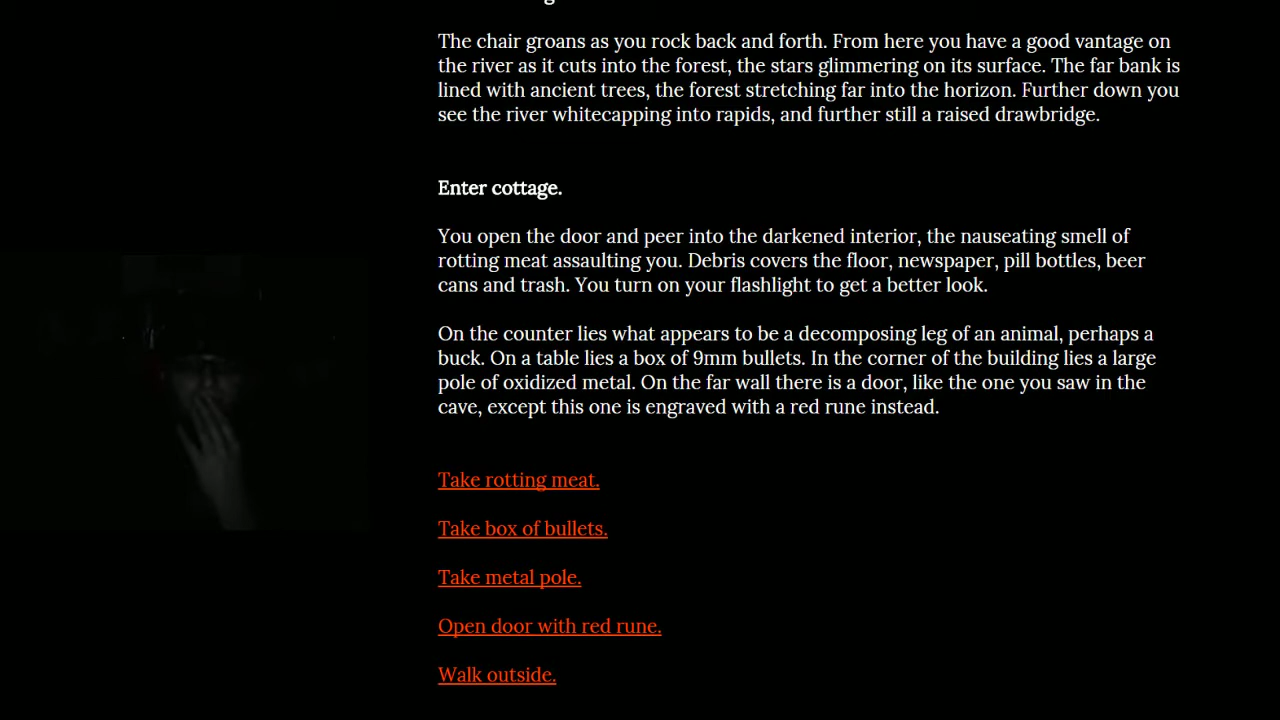 The chair groans as you rock back and forth. From here you have a good vantage on
the river as it cuts into the forest, the stars glimmering on its surface. The far bank is
lined with ancient trees, the forest stretching far into the horizon. Further down you
see the river whitecapping into rapids, and further still a raised drawbridge.
Enter cottage.
You open the door and peer into the darkened interior, the nauseating smell of
rotting meat assaulting you. Debris covers the floor, newspaper, pill bottles, beer
cans and trash. You turn on your flashlight to get a better look.
On the counter lies what appears to be a decomposing leg of an animal, perhaps a
buck. On a table lies a box of 9mm bullets. In the corner of the building lies a large
pole of oxidized metal. On the far wall there is a door, like the one you saw in the
cave, except this one is engraved with a red rune instead.
Take rotting meat.
Take box of bullets.
Take metal pole.
Open door with red rune.
Walk outside.